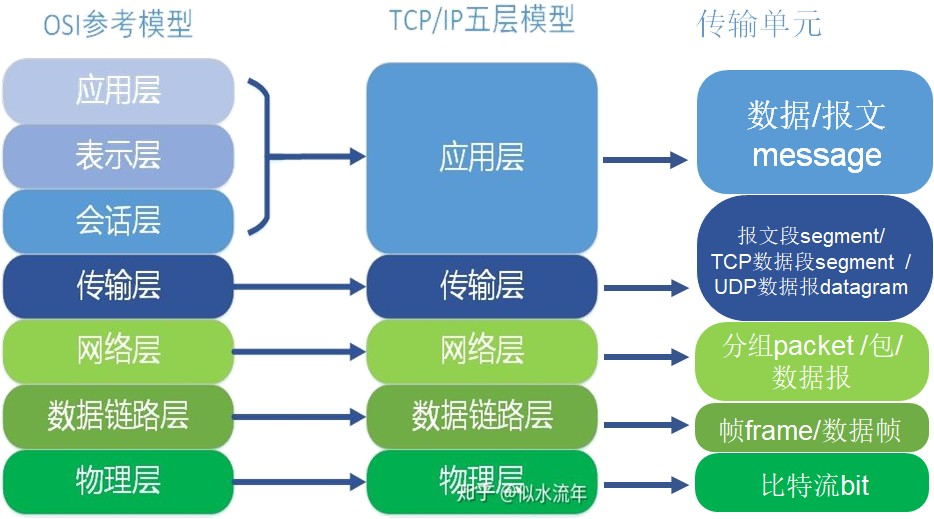 OSI参考模型
TCP/IP五层模型
传输单元
应用层
表示层
会话层
传输层
网络层
数据链路层
物理层
应用层
传输层
网络层
数据链路层
物理层
知乎 @似水流年
数据/报文
message
报文段segment/
TCP数据段segment /
UDP数据报datagram
分组packet /包/
数据报
帧frame/数据帧
比特流bit